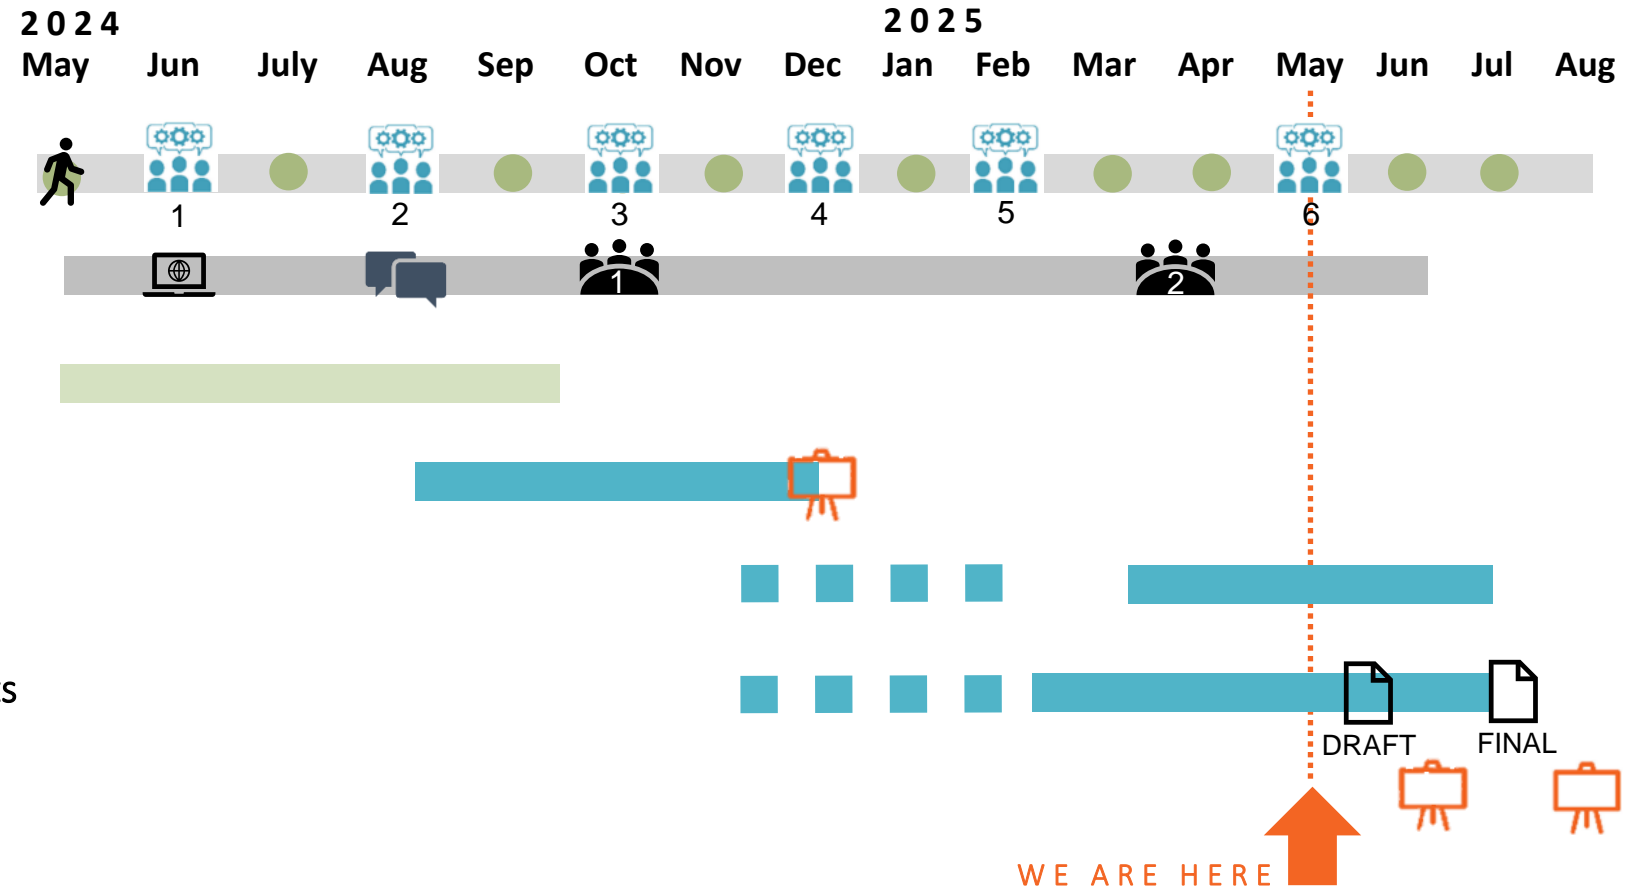 2024 2025
May Jun July Aug Sep Oct Nov Dec Jan Feb Mar Apr May Jun Jul Aug
1 2 3 4 5 6
1 2
DRAFT FINAL
WE ARE HERE